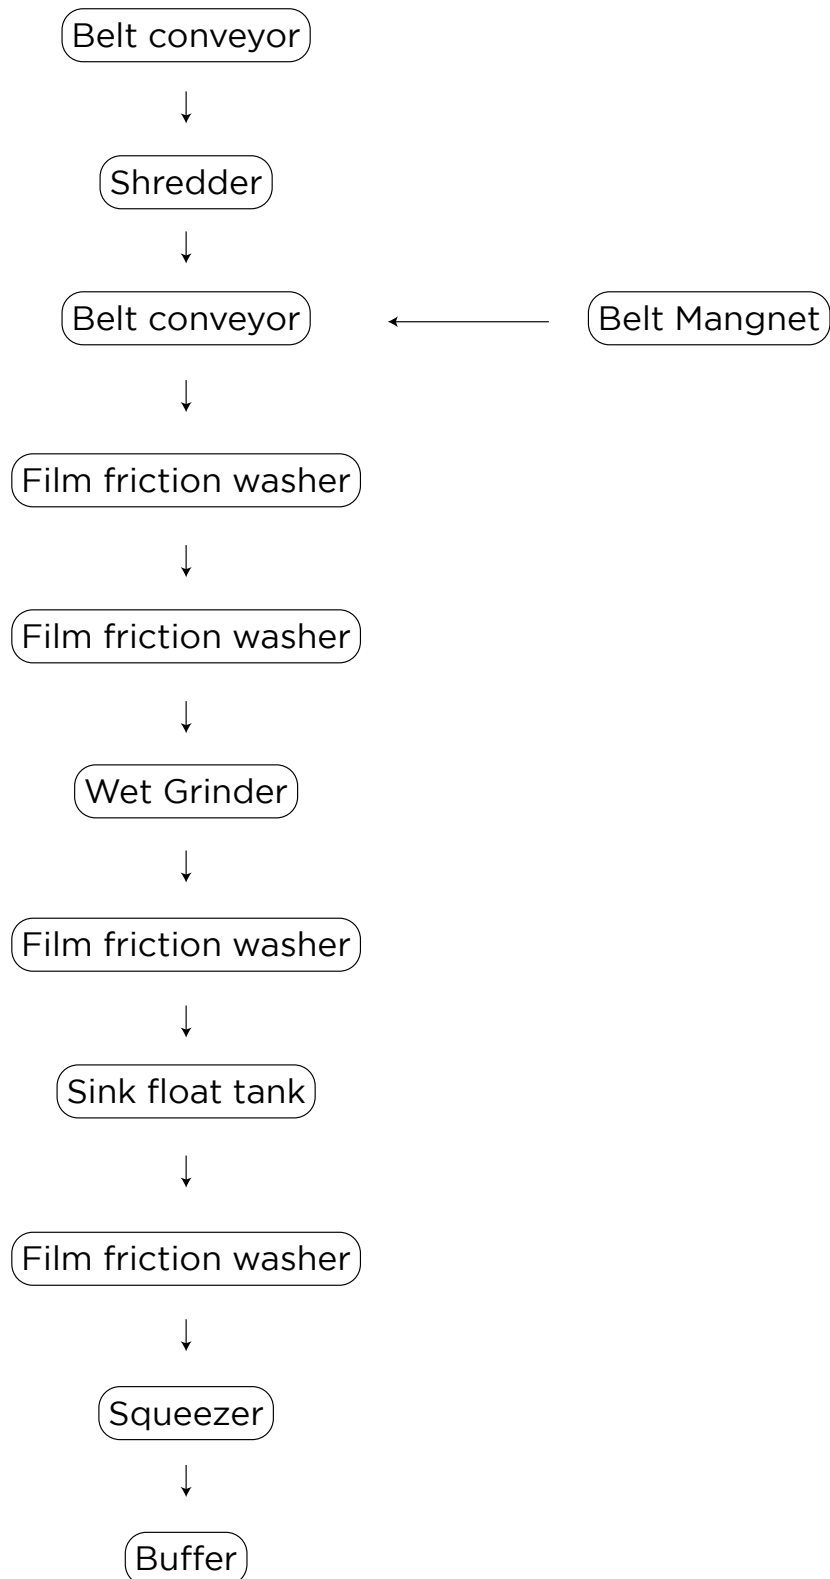 Belt conveyor
Shredder
Belt conveyor
Belt Mangnet
Film friction washer
Film friction washer
Wet Grinder
Film friction washer
Sink float tank
Film friction washer
Squeezer
Buffer